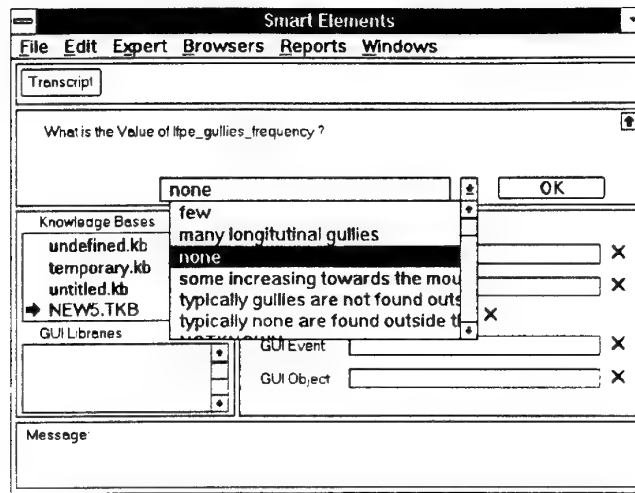 Smart Elements
File Edit Expert Browsers Reports Windows
Transcript
What is the Value of lfpe_gullies_frequency ?
none
OK
few
many longitutinal gullies
none
some increasing towards the mou
typically gullies are not found outs
typically none are found outside th
Knowledge Bases
undefined.kb
temporary.kb
untitled.kb
NEW5.TKB
GUI Libraries
GUI Event
GUI Object
Message